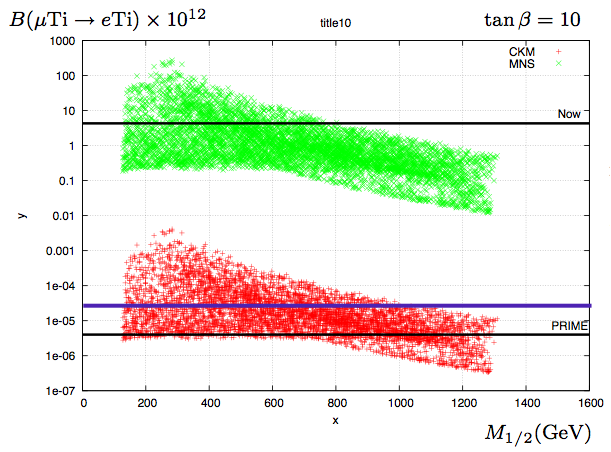 B(μTi → eTi) × 10¹² title10 tan β = 10
1000
CKM
MNS
100
10
Now
1
0.1
y
0.01
0.001
1e-04
1e-05
PRIME
1e-06
1e-07
0 200 400 600 800 1000 1200 1400 1600
x
M₁/₂(GeV)